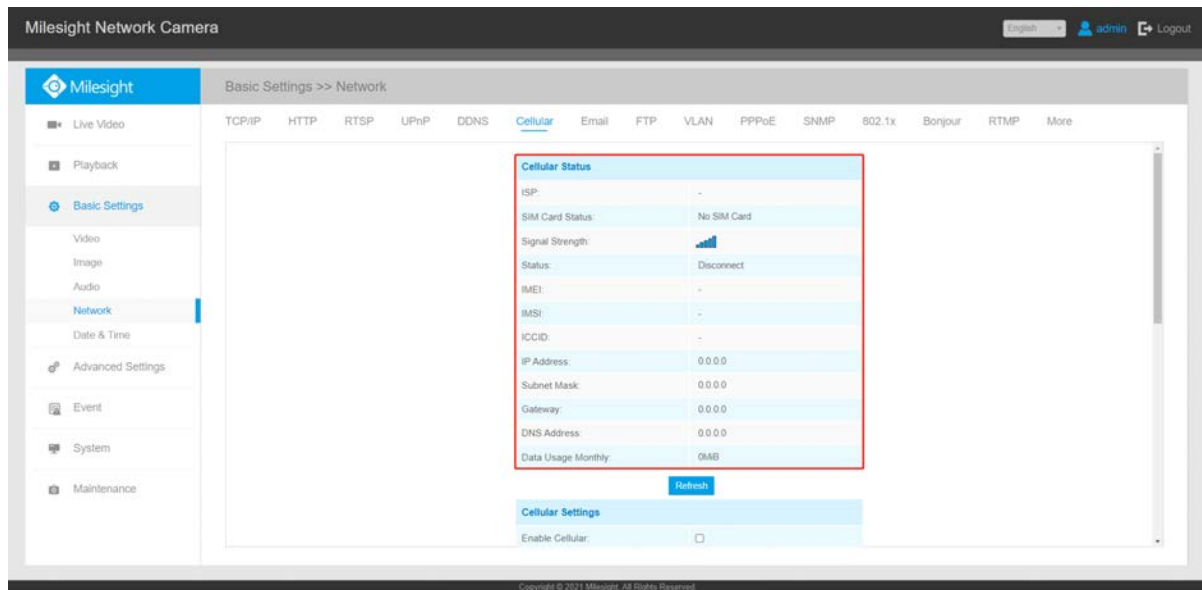 Milesight Network Camera
English admin Logout
Milesight
Basic Settings >> Network
Live Video
Playback
Basic Settings
Video
Image
Audio
Network
Date & Time
Advanced Settings
Event
System
Maintenance
TCP/IP HTTP RTSP UPnP DDNS Cellular Email FTP VLAN PPPoE SNMP 802.1x Bonjour RTMP More
Cellular Status
ISP: -
SIM Card Status: No SIM Card
Signal Strength:
Status: Disconnect
IMEI: -
IMSI: -
ICCID: -
IP Address: 0.0.0.0
Subnet Mask: 0.0.0.0
Gateway: 0.0.0.0
DNS Address: 0.0.0.0
Data Usage Monthly: 0MiB
Refresh
Cellular Settings
Enable Cellular:
Copyright © 2021 Milesight. All Rights Reserved.